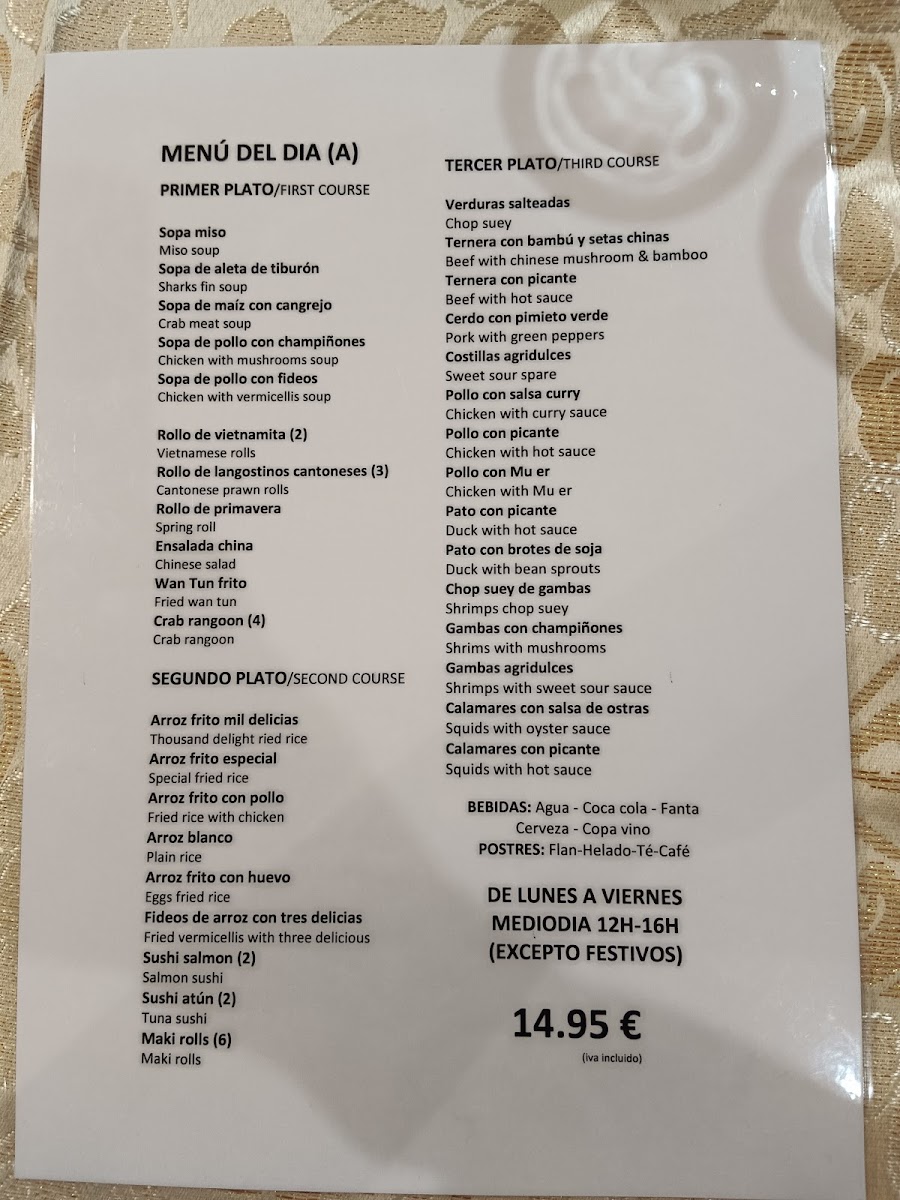 MENÚ DEL DIA (A)
PRIMER PLATO/FIRST COURSE
Sopa miso
Miso soup
Sopa de aleta de tiburón
Sharks fin soup
Sopa de maíz con cangrejo
Crab meat soup
Sopa de pollo con champiñones
Chicken with mushrooms soup
Sopa de pollo con fideos
Chicken with vermicellis soup
Rollo de vietnamita (2)
Vietnamese rolls
Rollo de langostinos cantoneses (3)
Cantonese prawn rolls
Rollo de primavera
Spring roll
Ensalada china
Chinese salad
Wan Tun frito
Fried wan tun
Crab rangoon (4)
Crab rangoon
SEGUNDO PLATO/SECOND COURSE
Arroz frito mil delicias
Thousand delight ried rice
Arroz frito especial
Special fried rice
Arroz frito con pollo
Fried rice with chicken
Arroz blanco
Plain rice
Arroz frito con huevo
Eggs fried rice
Fideos de arroz con tres delicias
Fried vermicellis with three delicious
Sushi salmon (2)
Salmon sushi
Sushi atún (2)
Tuna sushi
Maki rolls (6)
Maki rolls
TERCER PLATO/THIRD COURSE
Verduras salteadas
Chop suey
Ternera con bambú y setas chinas
Beef with chinese mushroom & bamboo
Ternera con picante
Beef with hot sauce
Cerdo con pimieto verde
Pork with green peppers
Costillas agridulces
Sweet sour spare
Pollo con salsa curry
Chicken with curry sauce
Pollo con picante
Chicken with hot sauce
Pollo con Mu er
Chicken with Mu er
Pato con picante
Duck with hot sauce
Pato con brotes de soja
Duck with bean sprouts
Chop suey de gambas
Shrimps chop suey
Gambas con champiñones
Shrims with mushrooms
Gambas agridulces
Shrimps with sweet sour sauce
Calamares con salsa de ostras
Squids with oyster sauce
Calamares con picante
Squids with hot sauce
BEBIDAS: Agua - Coca cola - Fanta
Cerveza - Copa vino
POSTRES: Flan-Helado-Té-Café
DE LUNES A VIERNES
MEDIODIA 12H-16H
(EXCEPTO FESTIVOS)
14.95 €
(iva incluido)